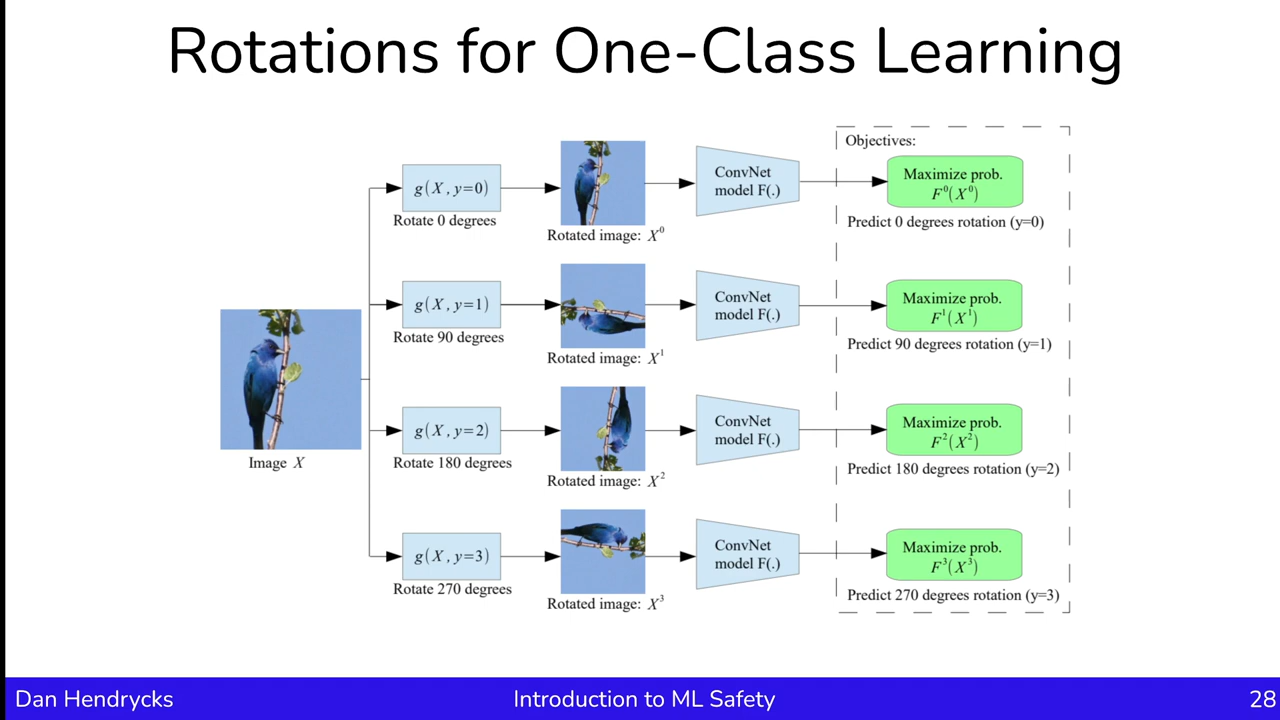 Rotations for One-Class Learning
Objectives:
g(X, y=0)
Rotate 0 degrees
Rotated image: X⁰
ConvNet
model F(.)
Maximize prob.
F⁰(X⁰)
Predict 0 degrees rotation (y=0)
g(X, y=1)
Rotate 90 degrees
Rotated image: X¹
ConvNet
model F(.)
Maximize prob.
F¹(X¹)
Predict 90 degrees rotation (y=1)
Image X
g(X, y=2)
Rotate 180 degrees
Rotated image: X²
ConvNet
model F(.)
Maximize prob.
F²(X²)
Predict 180 degrees rotation (y=2)
g(X, y=3)
Rotate 270 degrees
Rotated image: X³
ConvNet
model F(.)
Maximize prob.
F³(X³)
Predict 270 degrees rotation (y=3)
Dan Hendrycks
Introduction to ML Safety
28